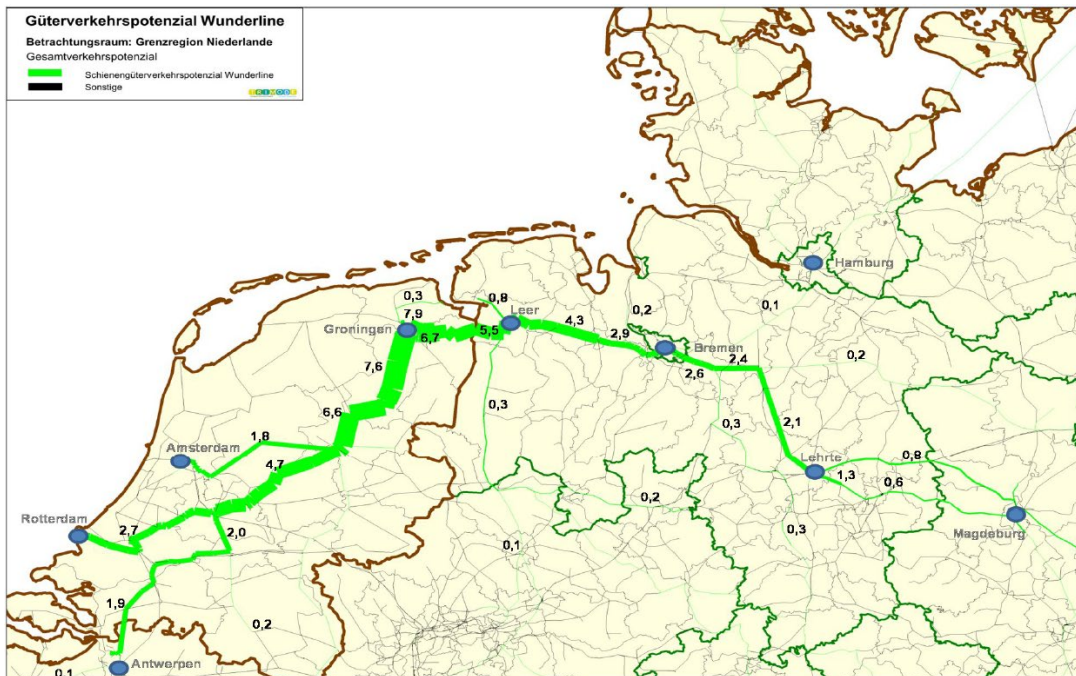 Güterverkehrspotenzial Wunderline
Betrachtungsraum: Grenzregion Niederlande
Gesamtverkehrspotenzial
Schienengüterverkehrspotenzial Wunderline
Sonstige
TRIMODE
Hamburg
0,3
0,8
0,2
0,1
7,9
Leer
Groningen
6,7
5,5
4,3
2,9
Bremen
7,6
2,6
2,4
0,2
6,6
0,3
2,1
1,8
0,3
Amsterdam
4,7
Lehrte
0,8
1,3
0,6
0,2
Rotterdam
2,7
2,0
0,3
Magdeburg
0,1
1,9
0,2
Antwerpen
0,1